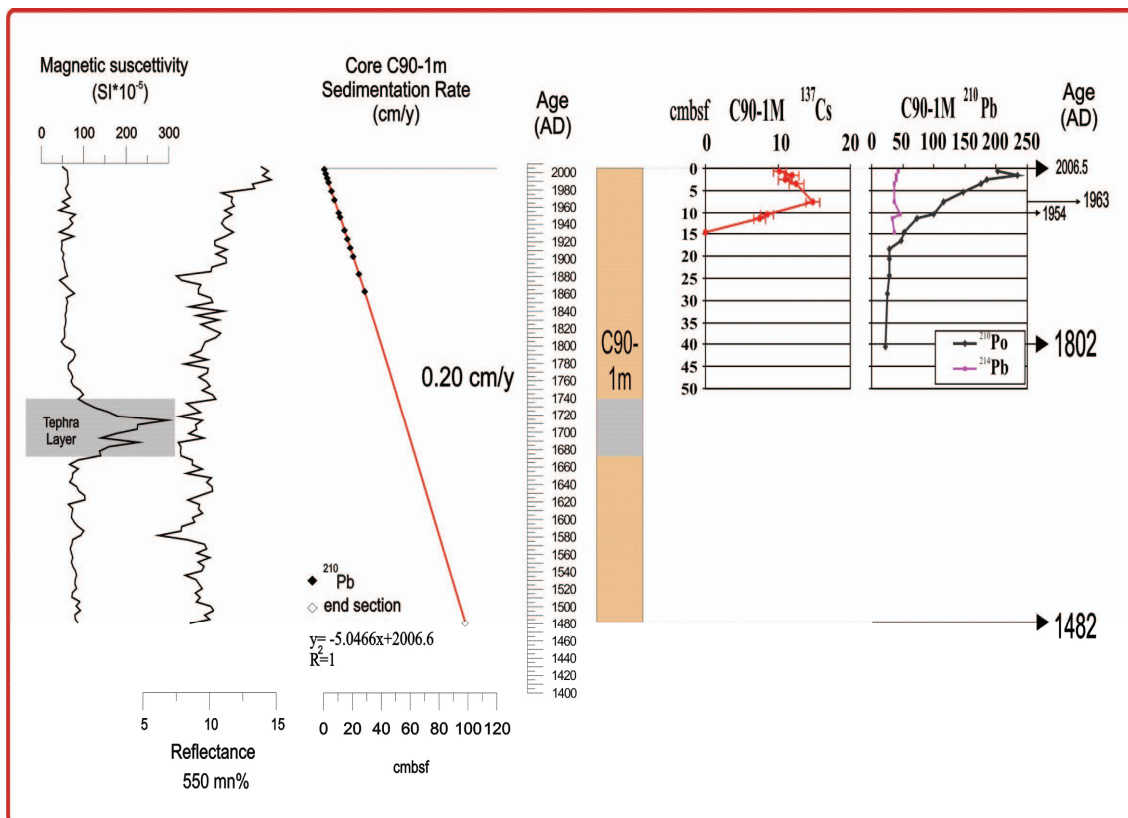 Magnetic suscettivity
(SI*10-5)
0 100 200 300
Tephra
Layer
5 10 15
Reflectance
550 mn%
Core C90-1m
Sedimentation Rate
(cm/y)
0.20 cm/y
210
Pb
end section
y= -5.0466x+2006.6
2
R=1
0 20 40 60 80 100 120
cmbsf
Age
(AD)
2000
1980
1960
1940
1920
1900
1880
1860
1840
1820
1800
1780
1760
1740
1720
1700
1680
1660
1640
1620
1600
1580
1560
1540
1520
1500
1480
1460
1440
1420
1400
C90-
1m
cmbsf C90-1M 137Cs
0 10 20
0
5
10
15
20
25
30
35
40
45
50
C90-1M 210Pb
0 50 100 150 200 250
210Po
214Pb
Age
(AD)
2006.5
1963
1954
1802
1482